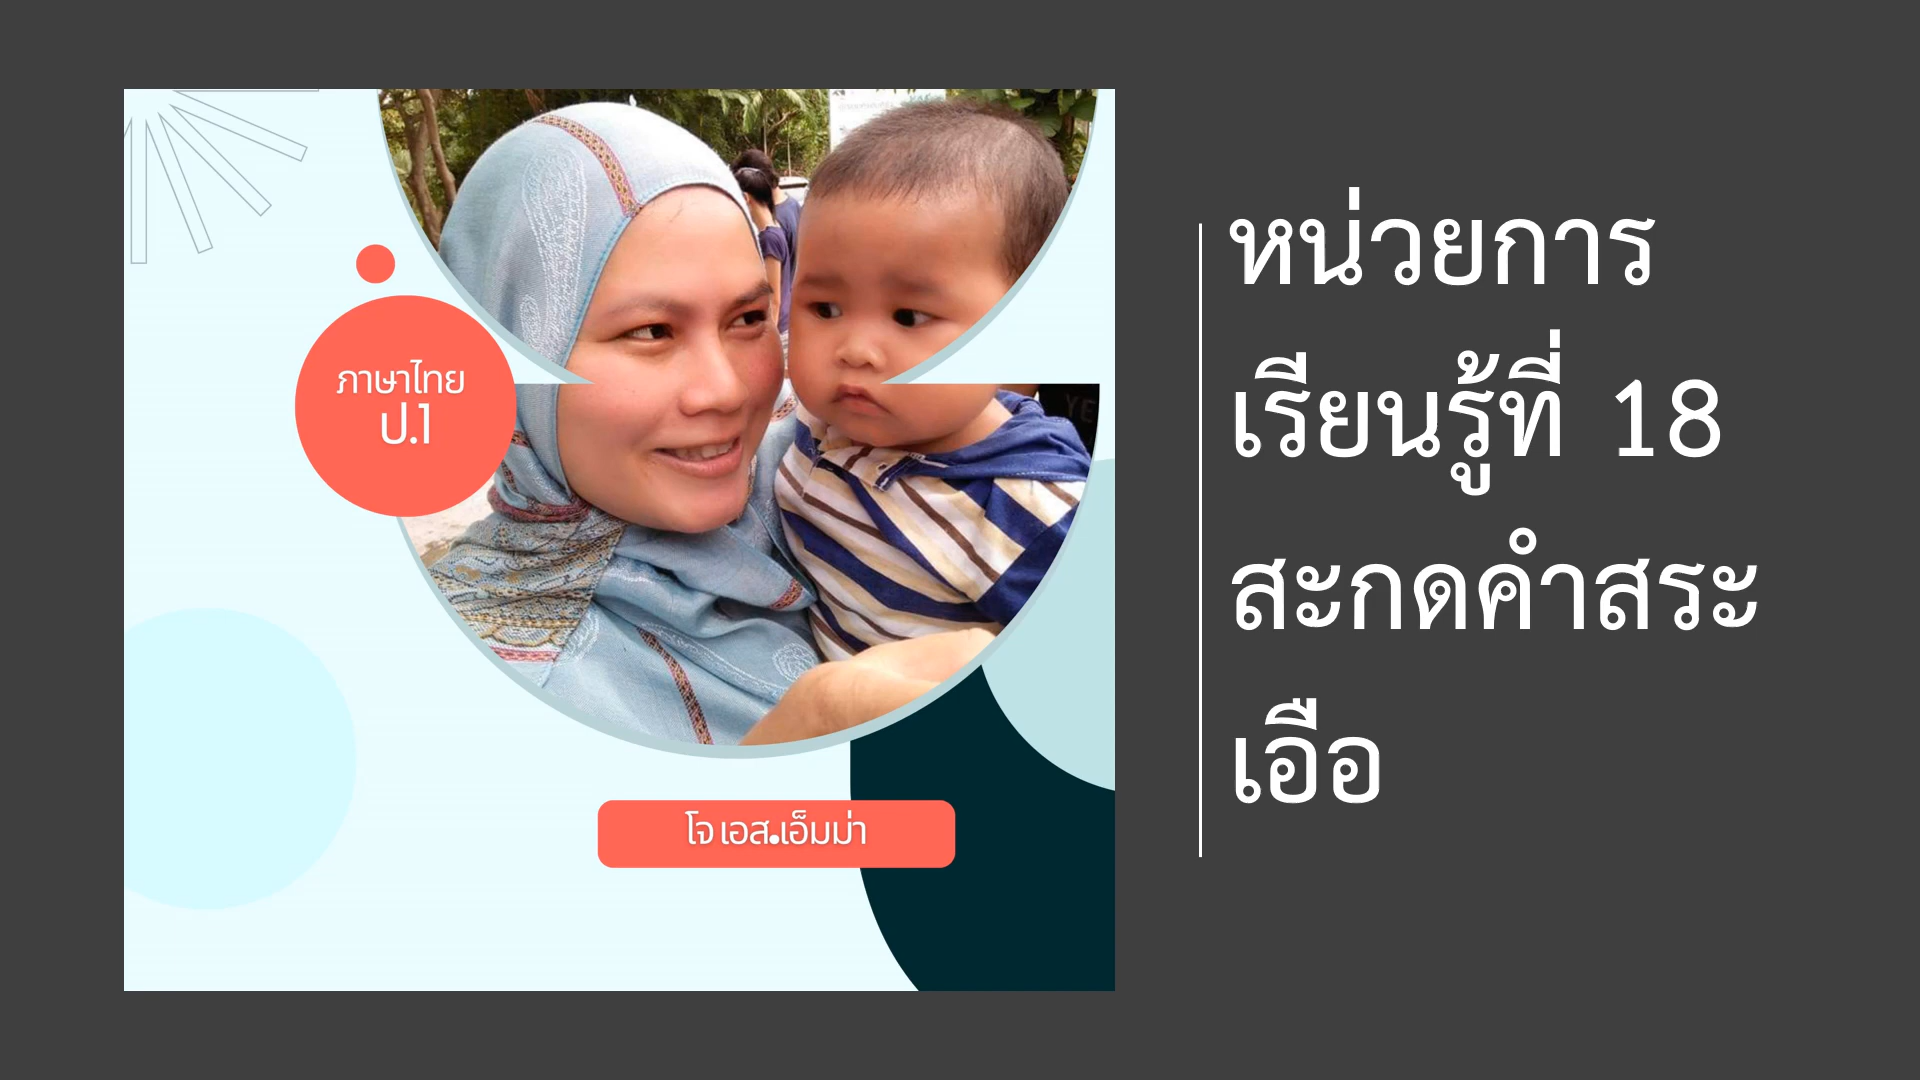 ภาษาไทย
ป.1
โจ เอส.เอ็มม่า
หน่วยการ
เรียนรู้ที่ 18
สะกดคำสระ
เอือ